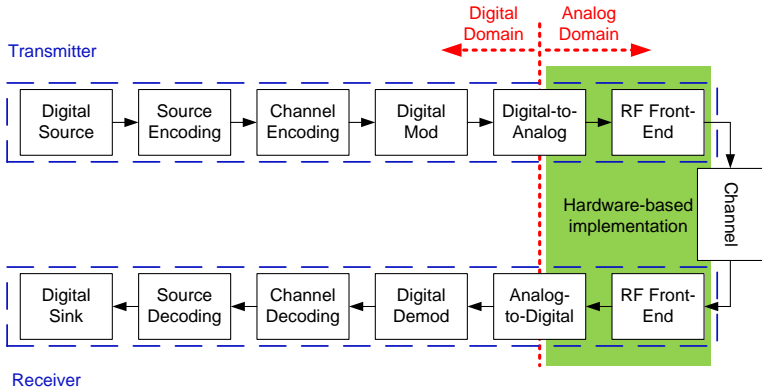 Digital
Domain
Analog
Domain
Transmitter
Digital
Source
Source
Encoding
Channel
Encoding
Digital
Mod
Digital-to-
Analog
RF Front-
End
Channel
Hardware-based
implementation
Digital
Sink
Source
Decoding
Channel
Decoding
Digital
Demod
Analog-
to-Digital
RF Front-
End
Receiver